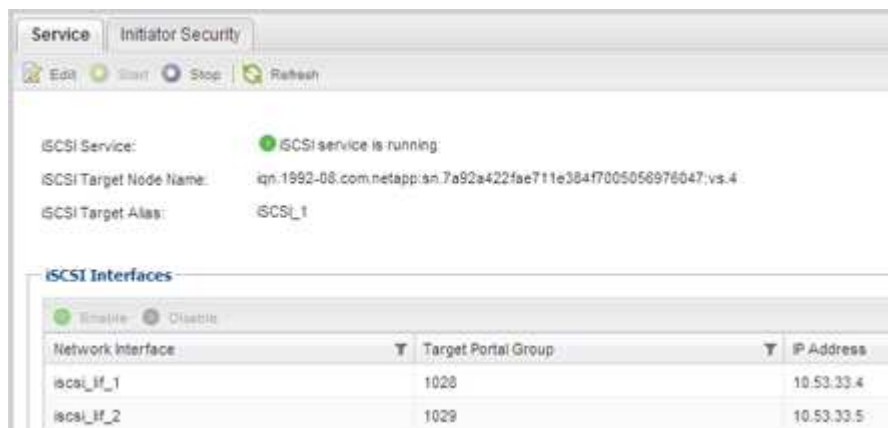 Service Initiator Security
Edit Start Stop Refresh
iSCSI Service: iSCSI service is running
iSCSI Target Node Name: iqn.1992-08.com.netapp:sn.7a92a422fae711e384f7005056976047:vs.4
iSCSI Target Alias: iSCSI_1
iSCSI Interfaces
Enable Disable
Network Interface Target Portal Group IP Address
iscsi_lif_1 1028 10.53.33.4
iscsi_lif_2 1029 10.53.33.5